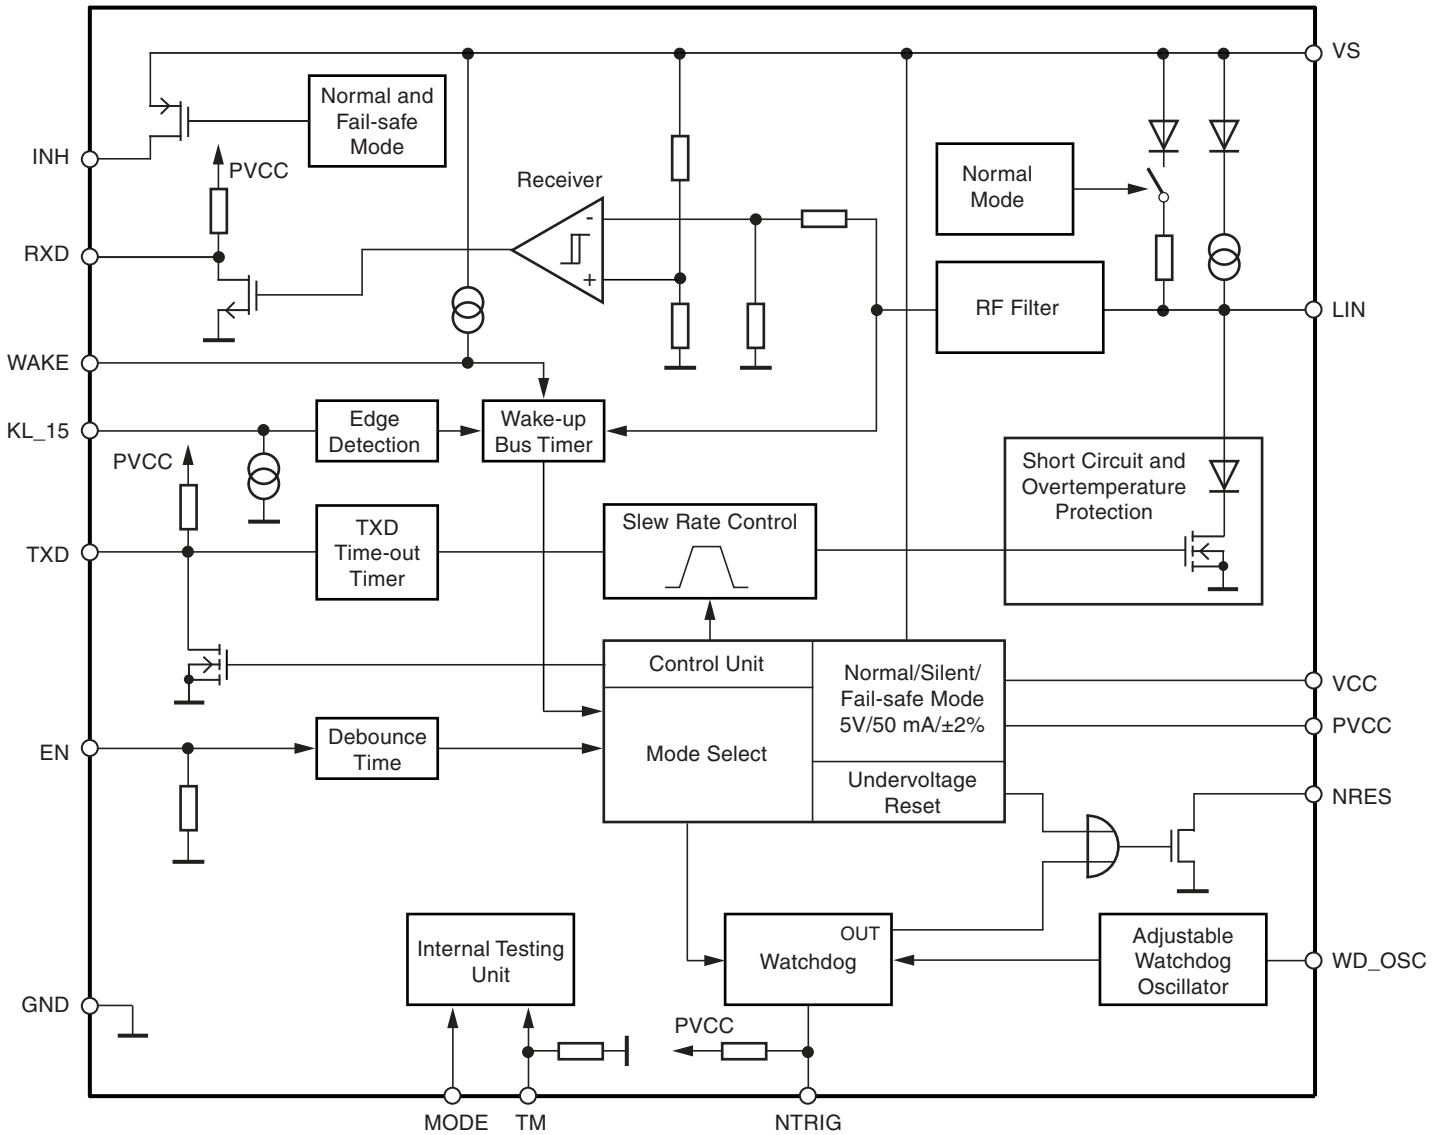 VS
Normal and
Fail-safe
Mode
INH
PVCC
Receiver
Normal
Mode
-
RXD
+
RF Filter
LIN
WAKE
KL_15
Edge
Detection
Wake-up
Bus Timer
PVCC
Short Circuit and
Overtemperature
Protection
TXD
TXD
Time-out
Timer
Slew Rate Control
Control Unit
Normal/Silent/
Fail-safe Mode
5V/50 mA/±2%
VCC
PVCC
EN
Debounce
Time
Mode Select
Undervoltage
Reset
NRES
Internal Testing
Unit
OUT
Watchdog
Adjustable
Watchdog
Oscillator
WD_OSC
GND
PVCC
MODE
TM
NTRIG